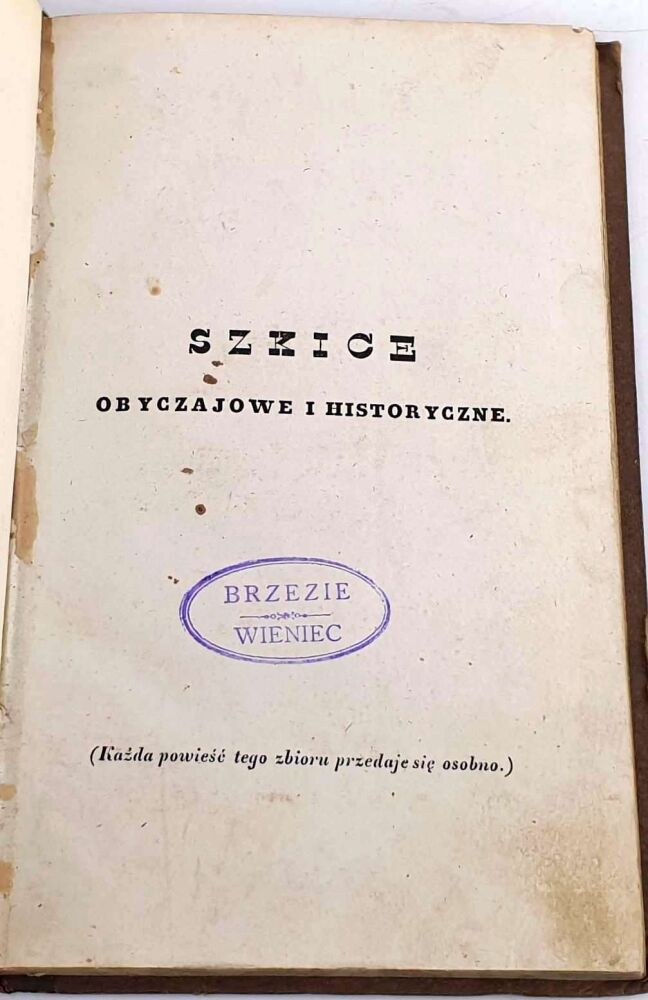 SZKICE
OBYCZAJOWE I HISTORYCZNE.
BRZEZIE
WIENIEC
(Każda powieść tego zbioru przedaje się osobno.)